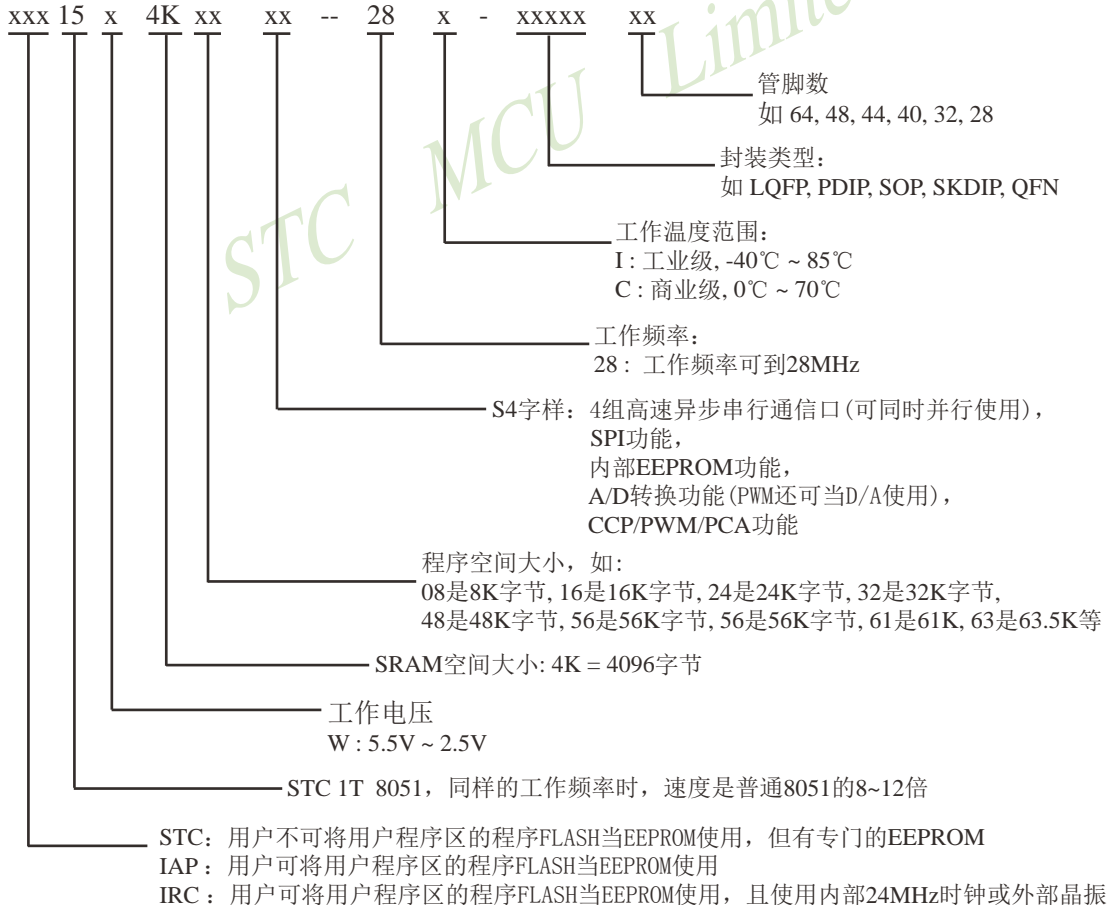 xxx 15 x 4K xx xx -- 28 x - xxxxx xx
管脚数
如 64, 48, 44, 40, 32, 28
封装类型：
如 LQFP, PDIP, SOP, SKDIP, QFN
工作温度范围：
I : 工业级, -40℃ ~ 85℃
C : 商业级, 0℃ ~ 70℃
工作频率：
28 : 工作频率可到28MHz
S4字样：4组高速异步串行通信口(可同时并行使用)，
SPI功能，
内部EEPROM功能，
A/D转换功能(PWM还可当D/A使用)，
CCP/PWM/PCA功能
程序空间大小，如：
08是8K字节, 16是16K字节, 24是24K字节, 32是32K字节,
48是48K字节, 56是56K字节, 56是56K字节, 61是61K, 63是63.5K等
SRAM空间大小: 4K = 4096字节
工作电压
W : 5.5V ~ 2.5V
STC 1T 8051，同样的工作频率时，速度是普通8051的8~12倍
STC：用户不可将用户程序区的程序FLASH当EEPROM使用，但有专门的EEPROM
IAP：用户可将用户程序区的程序FLASH当EEPROM使用
IRC：用户可将用户程序区的程序FLASH当EEPROM使用，且使用内部24MHz时钟或外部晶振
STC MCU